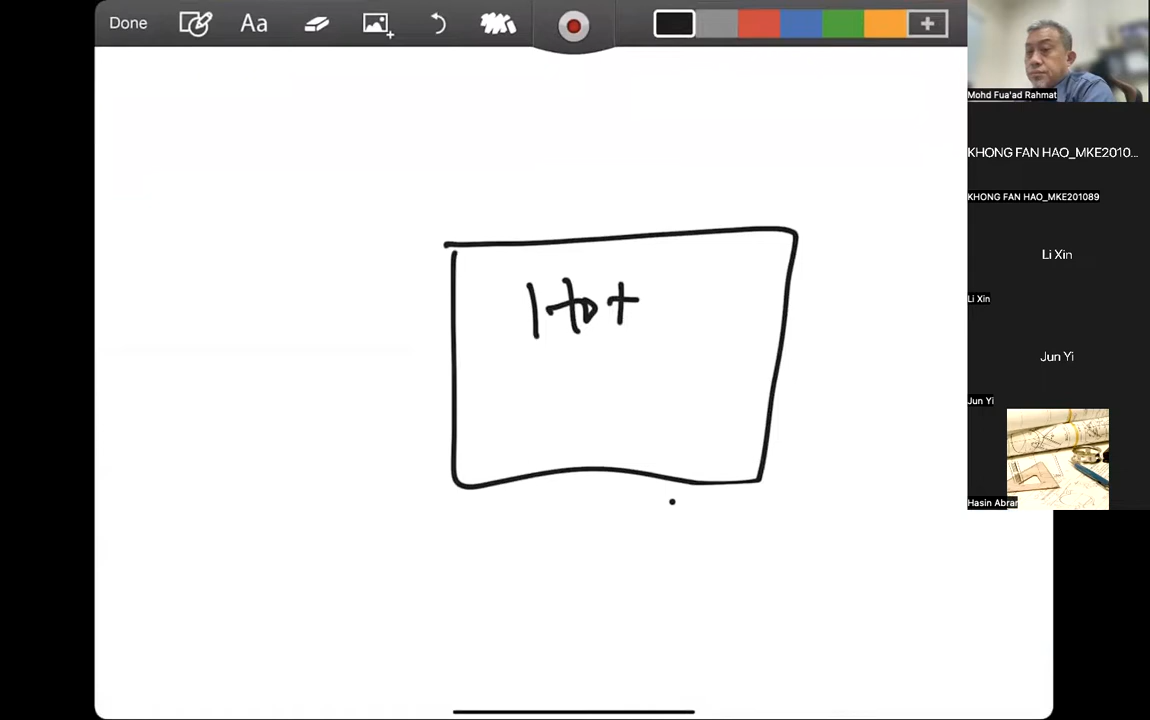 Done
Aa
Hot
Mohd Fua'ad Rahmat
KHONG FAN HAO_MKE2010...
KHONG FAN HAO_MKE201089
Li Xin
Li Xin
Jun Yi
Jun Yi
Hasin Abrar